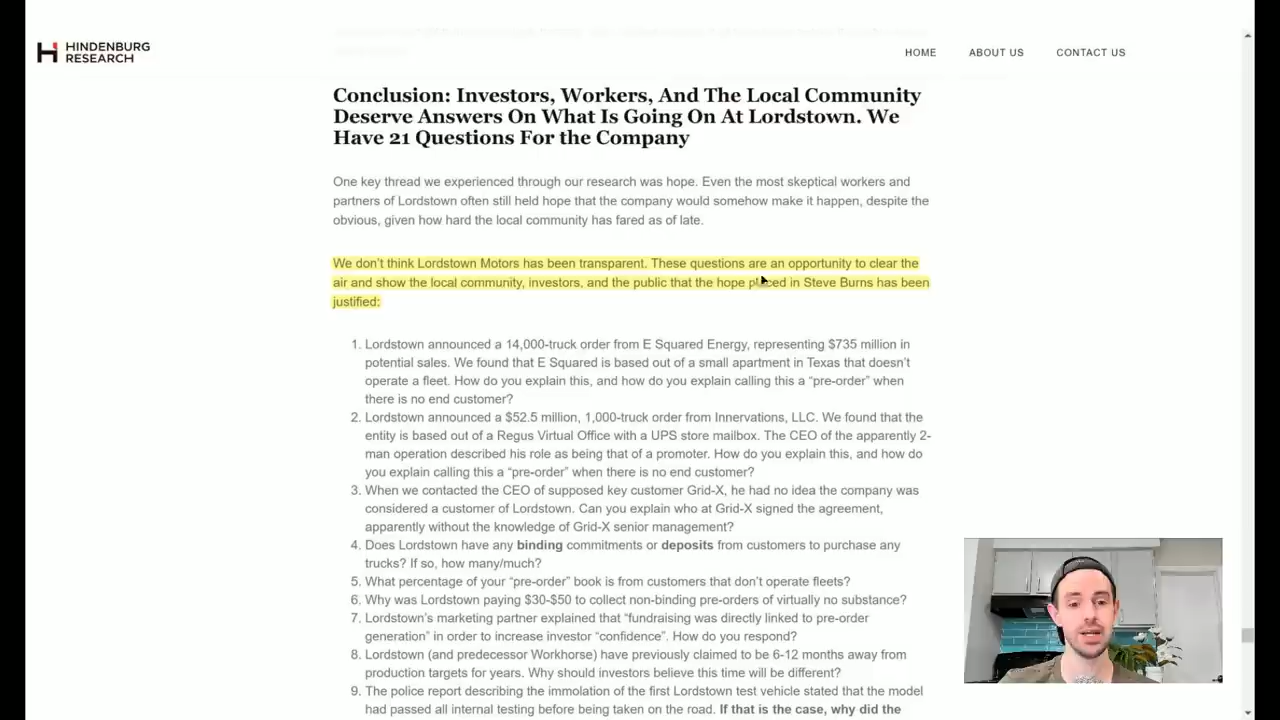 HINDENBURG
RESEARCH
HOME
ABOUT US
CONTACT US
Conclusion: Investors, Workers, And The Local Community
Deserve Answers On What Is Going On At Lordstown. We
Have 21 Questions For the Company
One key thread we experienced through our research was hope. Even the most skeptical workers and
partners of Lordstown often still held hope that the company would somehow make it happen, despite the
obvious, given how hard the local community has fared as of late.
We don't think Lordstown Motors has been transparent. These questions are an opportunity to clear the
air and show the local community, investors, and the public that the hope placed in Steve Burns has been
justified:
1. Lordstown announced a 14,000-truck order from E Squared Energy, representing $735 million in
potential sales. We found that E Squared is based out of a small apartment in Texas that doesn't
operate a fleet. How do you explain this, and how do you explain calling this a “pre-order” when
there is no end customer?
2. Lordstown announced a $52.5 million, 1,000-truck order from Innervations, LLC. We found that the
entity is based out of a Regus Virtual Office with a UPS store mailbox. The CEO of the apparently 2-
man operation described his role as being that of a promoter. How do you explain this, and how do
you explain calling this a “pre-order” when there is no end customer?
3. When we contacted the CEO of supposed key customer Grid-X, he had no idea the company was
considered a customer of Lordstown. Can you explain who at Grid-X signed the agreement,
apparently without the knowledge of Grid-X senior management?
4. Does Lordstown have any binding commitments or deposits from customers to purchase any
trucks? If so, how many/much?
5. What percentage of your “pre-order” book is from customers that don't operate fleets?
6. Why was Lordstown paying $30-$50 to collect non-binding pre-orders of virtually no substance?
7. Lordstown's marketing partner explained that “fundraising was directly linked to pre-order
generation” in order to increase investor “confidence”. How do you respond?
8. Lordstown (and predecessor Workhorse) have previously claimed to be 6-12 months away from
production targets for years. Why should investors believe this time will be different?
9. The police report describing the immolation of the first Lordstown test vehicle stated that the model
had passed all internal testing before being taken on the road. If that is the case, why did the